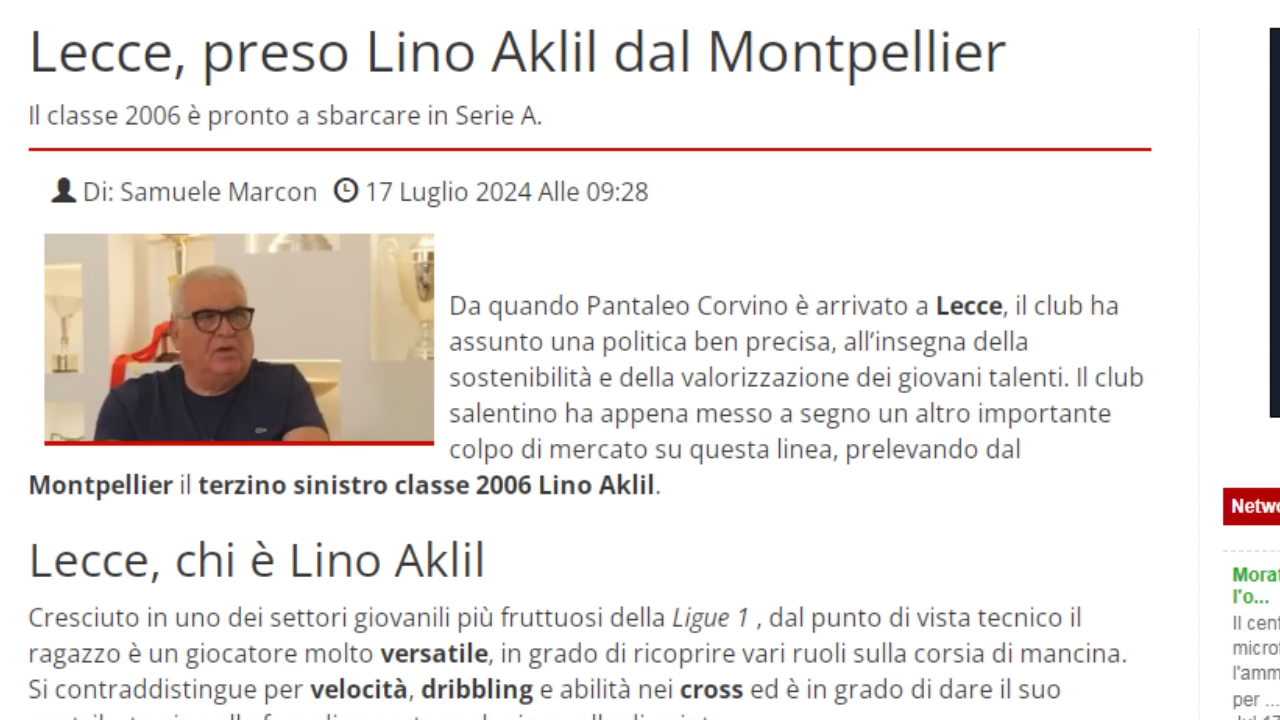 Lecce, preso Lino Aklil dal Montpellier
Il classe 2006 è pronto a sbarcare in Serie A.
Di: Samuele Marcon 17 Luglio 2024 Alle 09:28
Da quando Pantaleo Corvino è arrivato a Lecce, il club ha
assunto una politica ben precisa, all’insegna della
sostenibilità e della valorizzazione dei giovani talenti. Il club
salentino ha appena messo a segno un altro importante
colpo di mercato su questa linea, prelevando dal
Montpellier il terzino sinistro classe 2006 Lino Aklil.
Lecce, chi è Lino Aklil
Cresciuto in uno dei settori giovanili più fruttuosi della Ligue 1 , dal punto di vista tecnico il
ragazzo è un giocatore molto versatile, in grado di ricoprire vari ruoli sulla corsia di mancina.
Si contraddistingue per velocità, dribbling e abilità nei cross ed è in grado di dare il suo
l'o...
Il
per ...